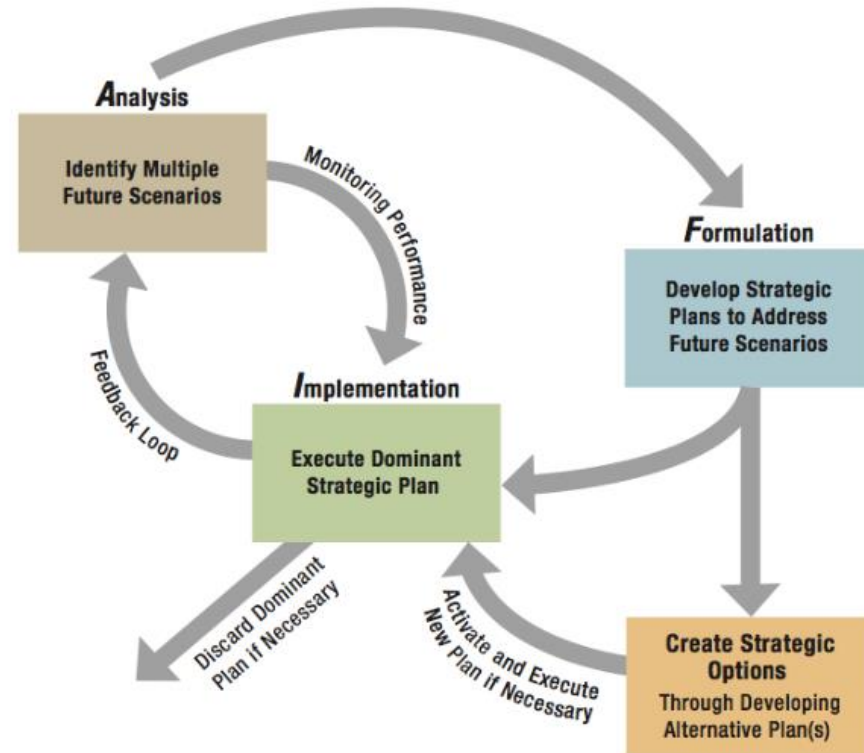 Analysis
Identify Multiple
Future Scenarios
Monitoring Performance
Formulation
Develop Strategic
Plans to Address
Future Scenarios
Feedback Loop
Implementation
Execute Dominant
Strategic Plan
Discard Dominant
Plan if Necessary
Activate and Execute
New Plan if Necessary
Create Strategic
Options
Through Developing
Alternative Plan(s)